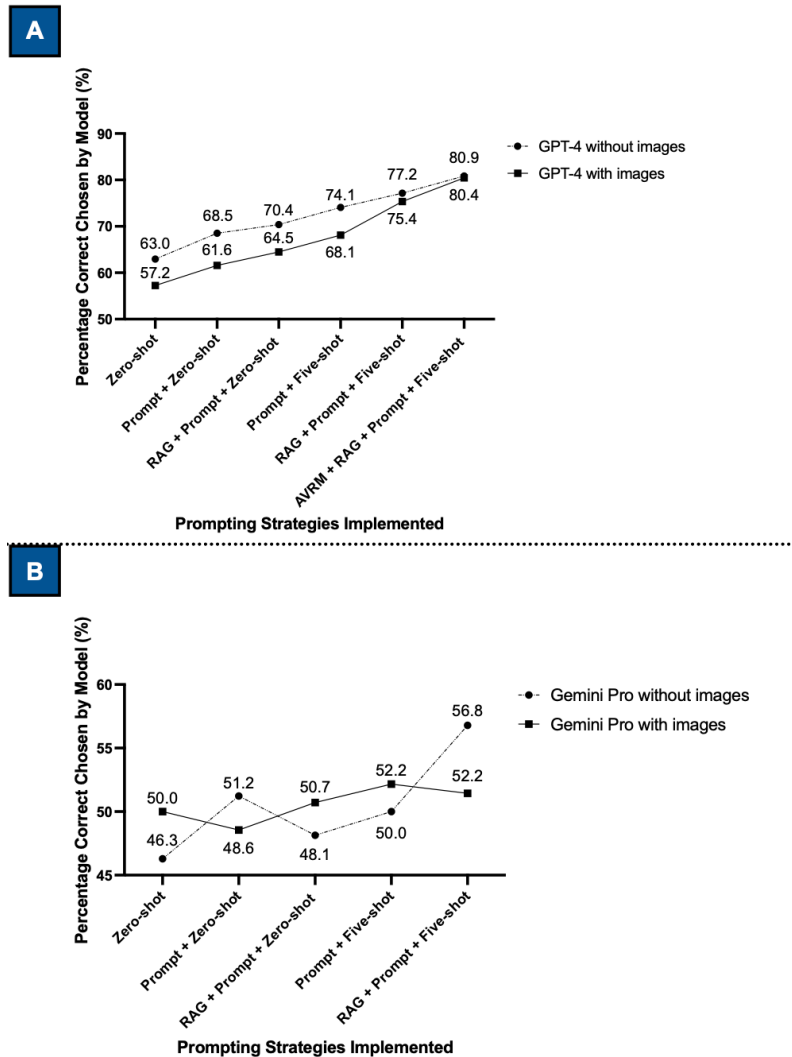 A
Percentage Correct Chosen by Model (%)
90
80
70
60
50
63.0
68.5
70.4
74.1
77.2
80.9
57.2
61.6
64.5
68.1
75.4
80.4
GPT-4 without images
GPT-4 with images
Zero-shot
Prompt + Zero-shot
RAG + Prompt + Zero-shot
Prompt + Five-shot
RAG + Prompt + Five-shot
AVRM + RAG + Prompt + Five-shot
Prompting Strategies Implemented
B
Percentage Correct Chosen by Model (%)
60
55
50
45
50.0
46.3
51.2
48.6
50.7
48.1
52.2
50.0
56.8
52.2
Gemini Pro without images
Gemini Pro with images
Zero-shot
Prompt + Zero-shot
RAG + Prompt + Zero-shot
Prompt + Five-shot
RAG + Prompt + Five-shot
Prompting Strategies Implemented